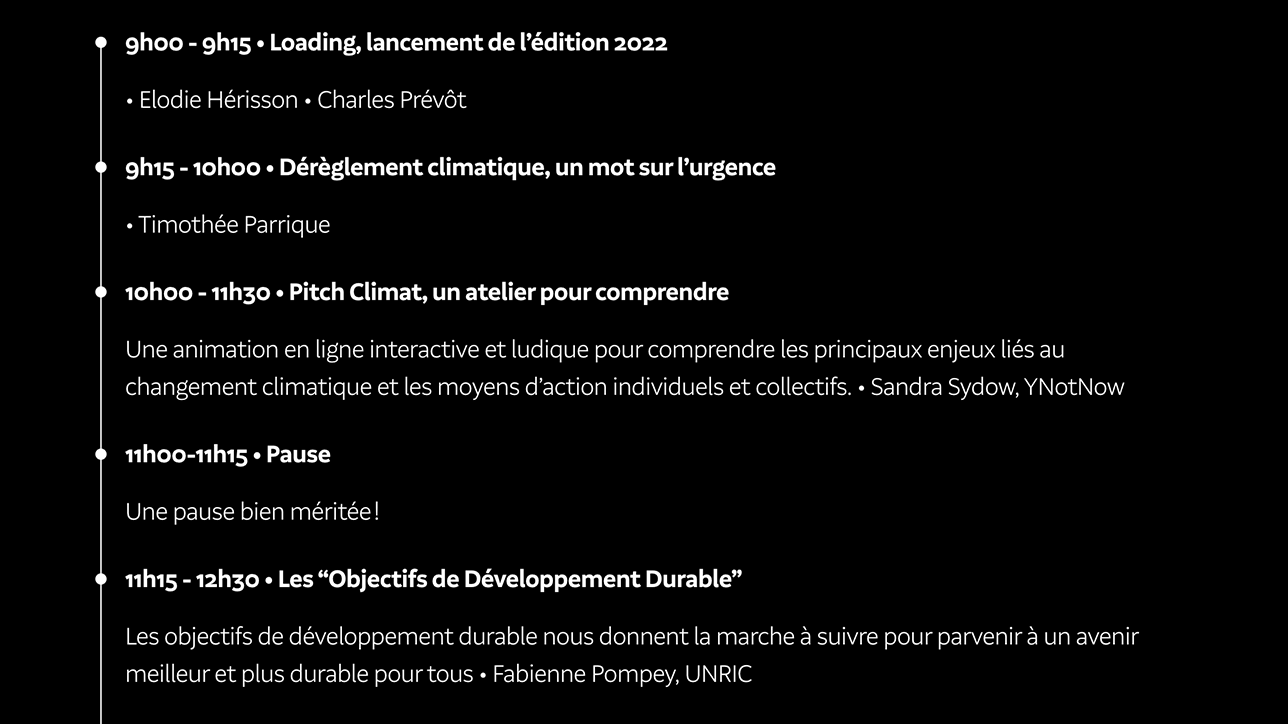 9h00 - 9h15 • Loading, lancement de l’édition 2022
• Elodie Hérisson • Charles Prévôt
9h15 - 10h00 • Dérèglement climatique, un mot sur l’urgence
• Timothée Parrique
10h00 - 11h30 • Pitch Climat, un atelier pour comprendre
Une animation en ligne interactive et ludique pour comprendre les principaux enjeux liés au
changement climatique et les moyens d’action individuels et collectifs. • Sandra Sydow, YNotNow
11h00-11h15 • Pause
Une pause bien méritée !
11h15 - 12h30 • Les “Objectifs de Développement Durable”
Les objectifs de développement durable nous donnent la marche à suivre pour parvenir à un avenir
meilleur et plus durable pour tous • Fabienne Pompey, UNRIC